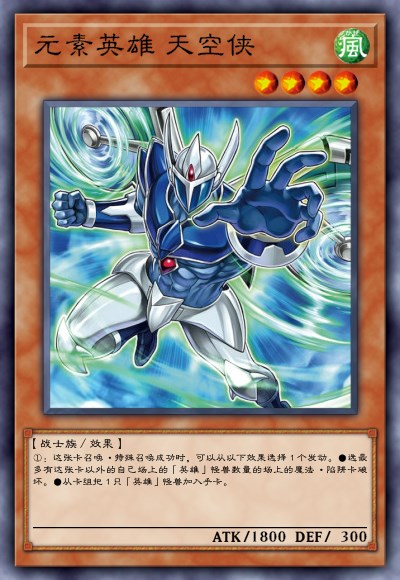 元素英雄 天空侠
風
【战士族／效果】
①：这张卡召唤·特殊召唤成功时，可以从以下效果选择1个发动。●选最
多有这张卡以外的自己场上的「英雄」怪兽数量的场上的魔法·陷阱卡破
坏。●从卡组把1只「英雄」怪兽加入手卡。
ATK/1800 DEF/ 300